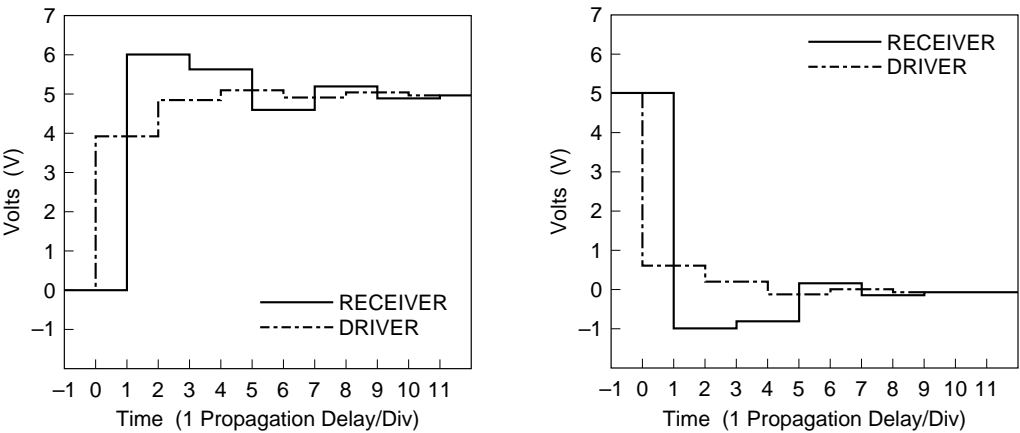 7
6
5
4
3
2
1
0
–1
Volts (V)
RECEIVER
DRIVER
–1 0 1 2 3 4 5 6 7 8 9 10 11
Time (1 Propagation Delay/Div)
7
6
5
4
3
2
1
0
–1
Volts (V)
RECEIVER
DRIVER
–1 0 1 2 3 4 5 6 7 8 9 10 11
Time (1 Propagation Delay/Div)